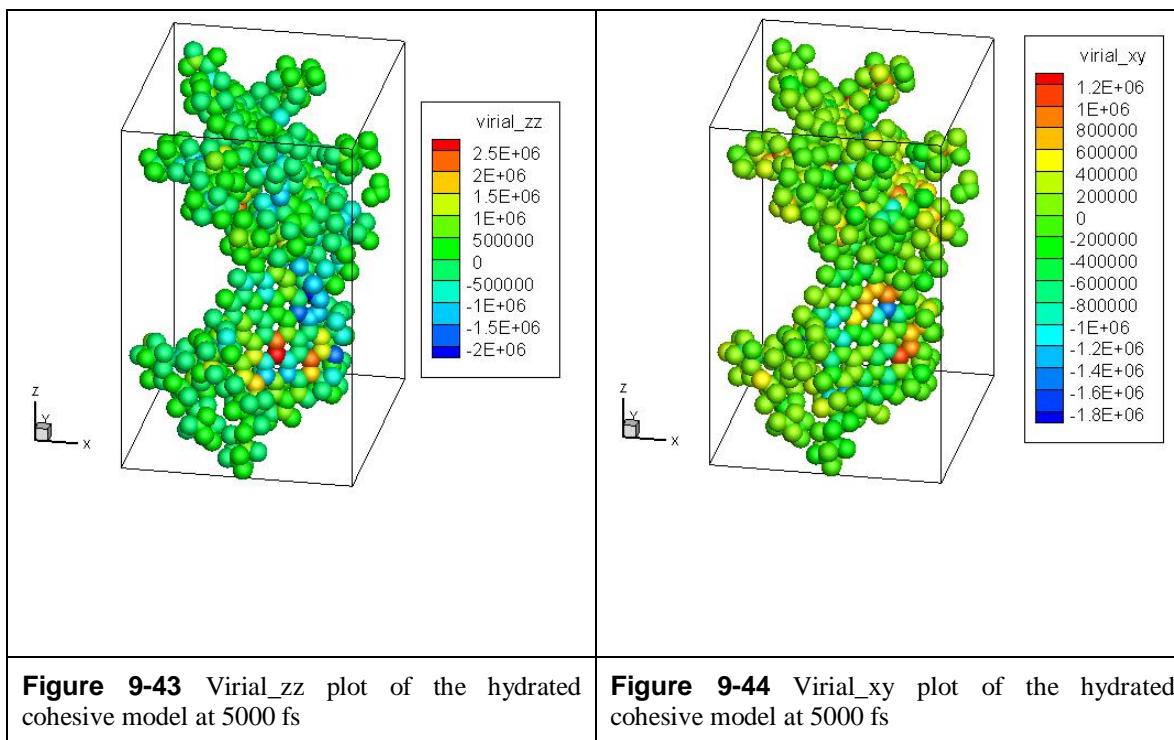 virial_zz
2.5E+06
2E+06
1.5E+06
1E+06
500000
0
-500000
-1E+06
-1.5E+06
-2E+06
z
Y
x
virial_xy
1.2E+06
1E+06
800000
600000
400000
200000
0
-200000
-400000
-600000
-800000
-1E+06
-1.2E+06
-1.4E+06
-1.6E+06
-1.8E+06
z
Y
x
Figure 9-43 Virial_zz plot of the hydrated
cohesive model at 5000 fs
Figure 9-44 Virial_xy plot of the hydrated
cohesive model at 5000 fs